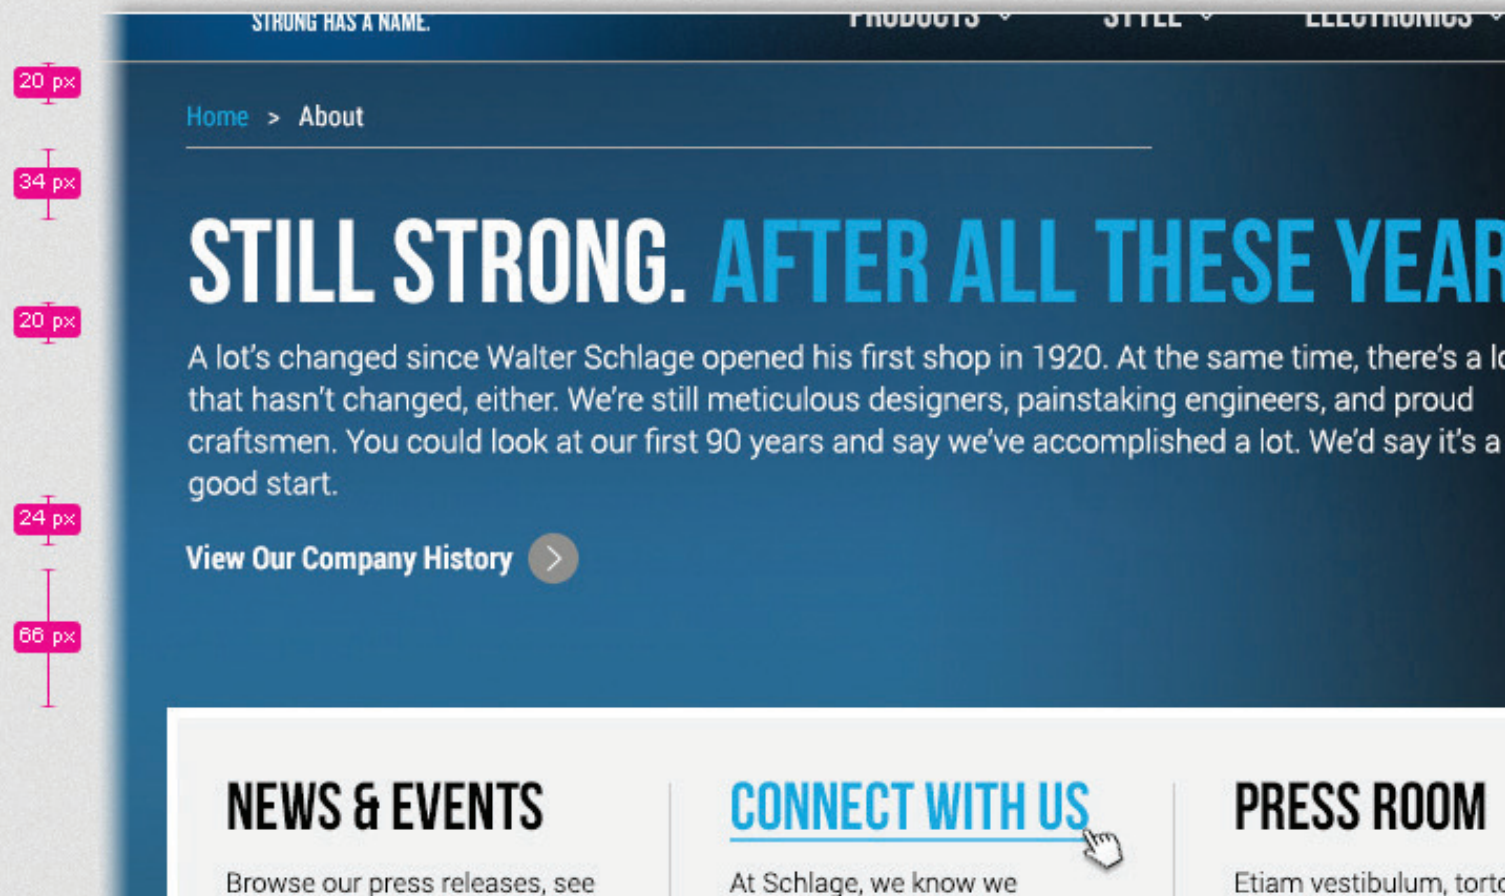 STRONG HAS A NAME.
PRODUCTS STYLE ELECTRONICS
20 px
Home > About
34 px
STILL STRONG. AFTER ALL THESE YEAR
20 px
A lot's changed since Walter Schlage opened his first shop in 1920. At the same time, there's a lo
that hasn't changed, either. We're still meticulous designers, painstaking engineers, and proud
craftsmen. You could look at our first 90 years and say we've accomplished a lot. We'd say it's a
good start.
24 px
View Our Company History
66 px
NEWS & EVENTS
CONNECT WITH US
PRESS ROOM
Browse our press releases, see
At Schlage, we know we
Etiam vestibulum, torto